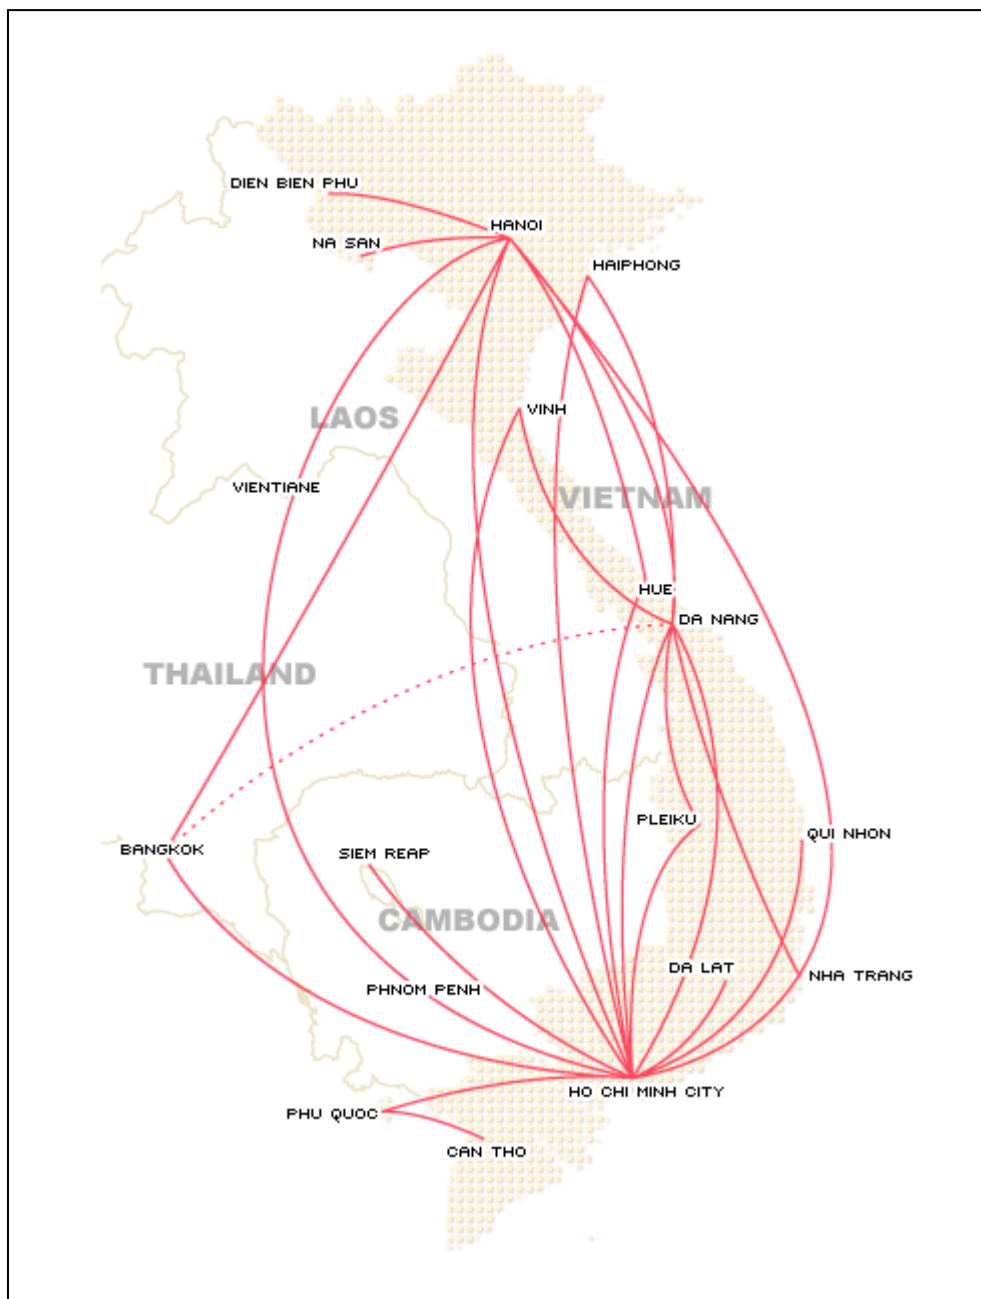 DIEN BIEN PHU
HANOI
NA SAN
HAIPHONG
VINH
LAOS
VIENTIANE
VIETNAM
HUE
DA NANG
THAILAND
PLEIKU
QUI NHON
BANGKOK
SIEM REAP
CAMBODIA
DA LAT
NHA TRANG
PHNOM PENH
HO CHI MINH CITY
PHU QUOC
CAN THO